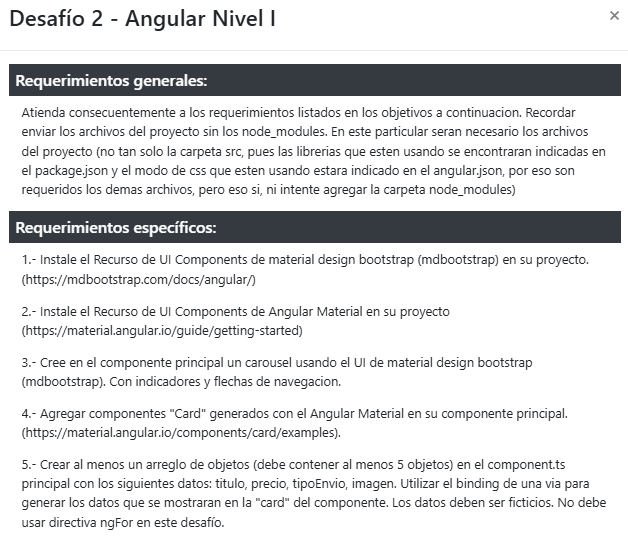 Desafío 2 - Angular Nivel I
×
Requerimientos generales:
Atienda consecuentemente a los requerimientos listados en los objetivos a continuacion. Recordar
enviar los archivos del proyecto sin los node_modules. En este particular seran necesario los archivos
del proyecto (no tan solo la carpeta src, pues las librerias que esten usando se encontraran indicadas en
el package.json y el modo de css que esten usando estara indicado en el angular.json, por eso son
requeridos los demas archivos, pero eso si, ni intente agregar la carpeta node_modules)
Requerimientos específicos:
1.- Instale el Recurso de UI Components de material design bootstrap (mdbootstrap) en su proyecto.
(https://mdbootstrap.com/docs/angular/)
2.- Instale el Recurso de UI Components de Angular Material en su proyecto
(https://material.angular.io/guide/getting-started)
3.- Cree en el componente principal un carousel usando el UI de material design bootstrap
(mdbootstrap). Con indicadores y flechas de navegacion.
4.- Agregar componentes "Card" generados con el Angular Material en su componente principal.
(https://material.angular.io/components/card/examples).
5.- Crear al menos un arreglo de objetos (debe contener al menos 5 objetos) en el component.ts
principal con los siguientes datos: titulo, precio, tipoEnvio, imagen. Utilizar el binding de una via para
generar los datos que se mostraran en la "card" del componente. Los datos deben ser ficticios. No debe
usar directiva ngFor en este desafío.